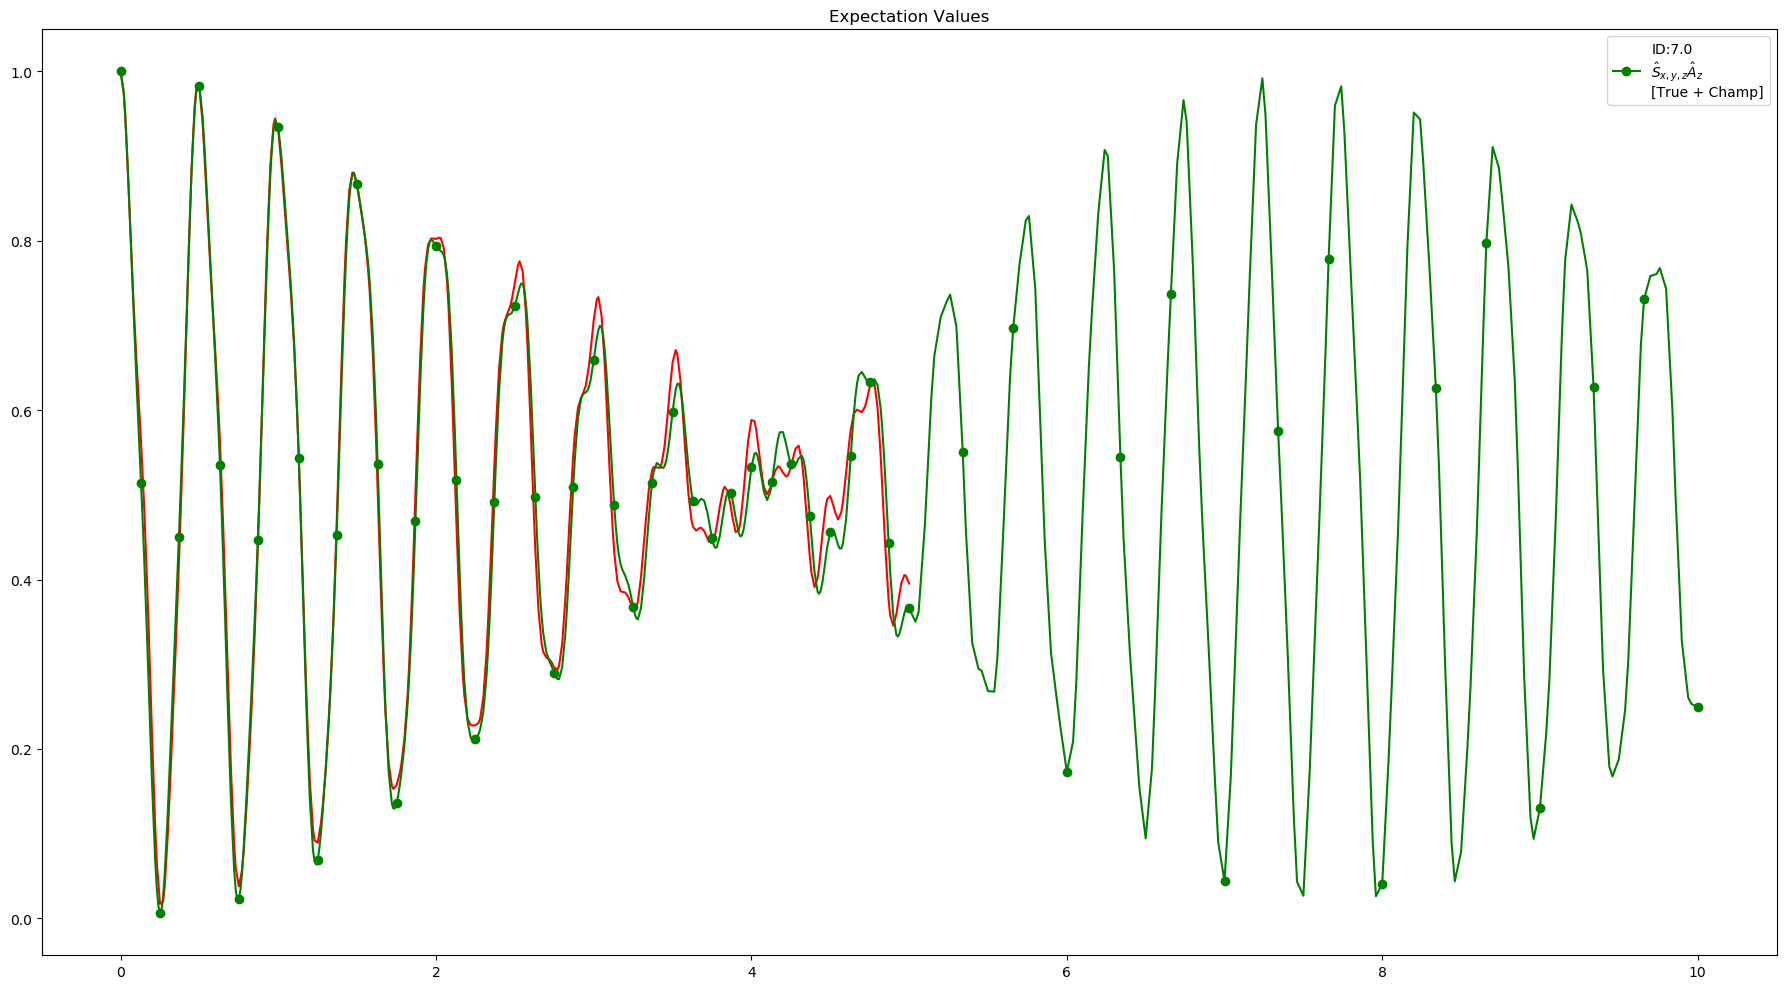 Expectation Values
ID:7.0
$\hat{S}_{x,y,z}\hat{A}_z$
[True + Champ]
1.0
0.8
0.6
0.4
0.2
0.0
0 2 4 6 8 10